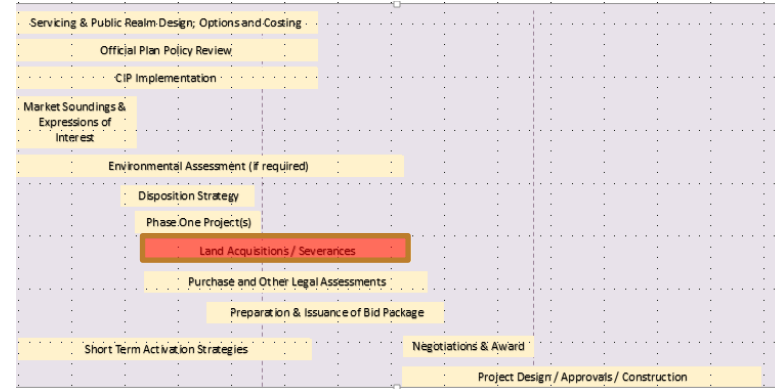 Servicing & Public Realm Design; Options and Costing
Official Plan Policy Review
CIP Implementation
Market Soundings &
Expressions of
Interest
Environmental Assessment (if required)
Disposition Strategy
Phase One Project(s)
Land Acquisitions / Severances
Purchase and Other Legal Assessments
Preparation & Issuance of Bid Package
Short Term Activation Strategies
Negotiations & Award
Project Design / Approvals / Construction